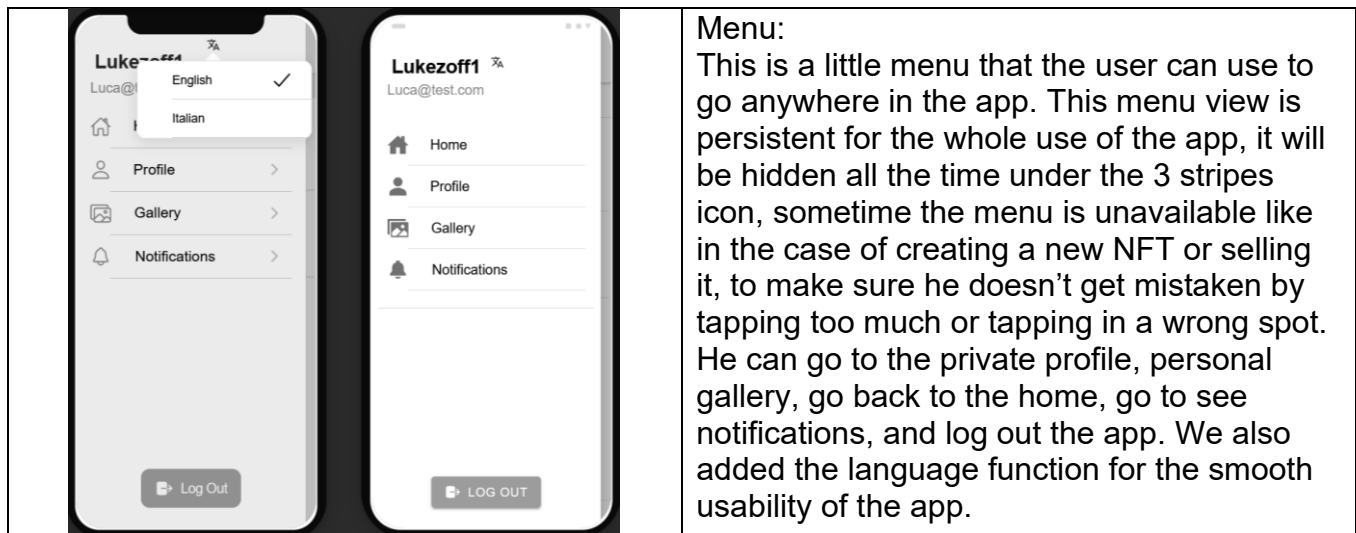 Lukezoff1
Luca@t
English
Italian
H
Profile
Gallery
Notifications
Log Out
Lukezoff1
Luca@test.com
Home
Profile
Gallery
Notifications
LOG OUT
Menu:
This is a little menu that the user can use to
go anywhere in the app. This menu view is
persistent for the whole use of the app, it will
be hidden all the time under the 3 stripes
icon, sometime the menu is unavailable like
in the case of creating a new NFT or selling
it, to make sure he doesn’t get mistaken by
tapping too much or tapping in a wrong spot.
He can go to the private profile, personal
gallery, go back to the home, go to see
notifications, and log out the app. We also
added the language function for the smooth
usability of the app.